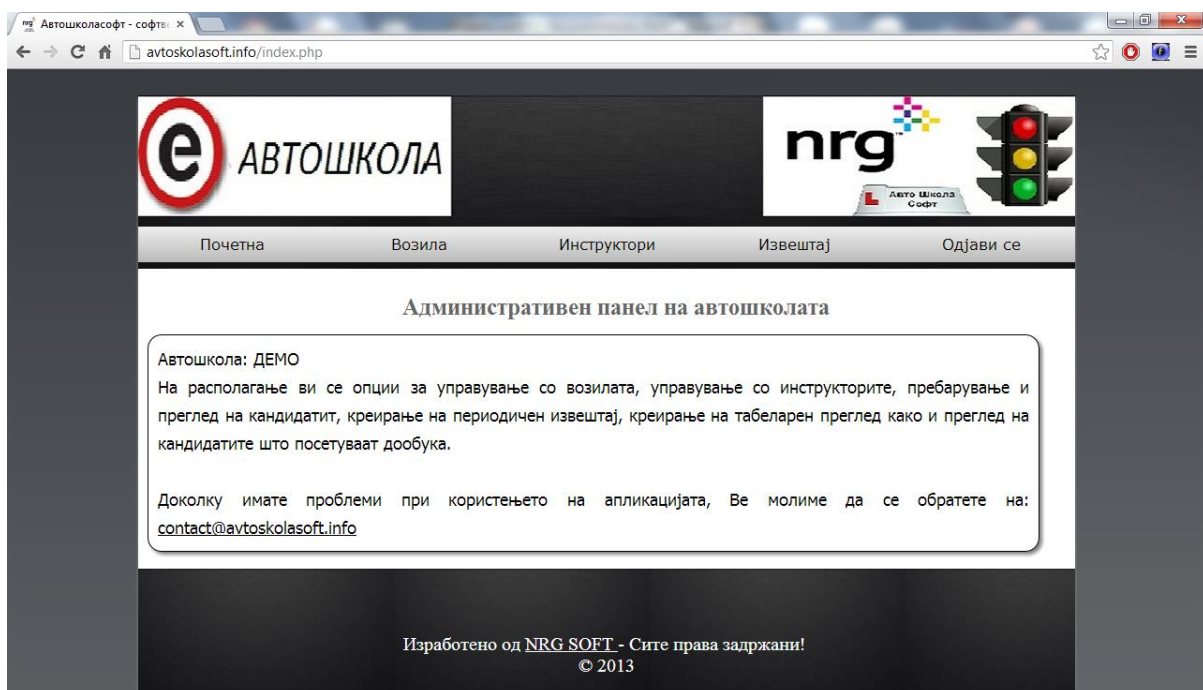 Автошколасофт - софтве
avtoskolasoft.info/index.php
e АВТОШКОЛА
nrg
L Авто Школа
Софт
Почетна Возила Инструктори Извештај Одјави се
Административен панел на автошколата
Автошкола: ДЕМО
На располагање ви се опции за управување со возилата, управување со инструкторите, пребарување и
преглед на кандидатит, креирање на периодичен извештај, креирање на табеларен преглед како и преглед на
кандидатите што посетуваат дообука.
Доколку имате проблеми при користењето на апликацијата, Ве молиме да се обратете на:
contact@avtoskolasoft.info
Изработено од NRG SOFT - Сите права задржани!
© 2013